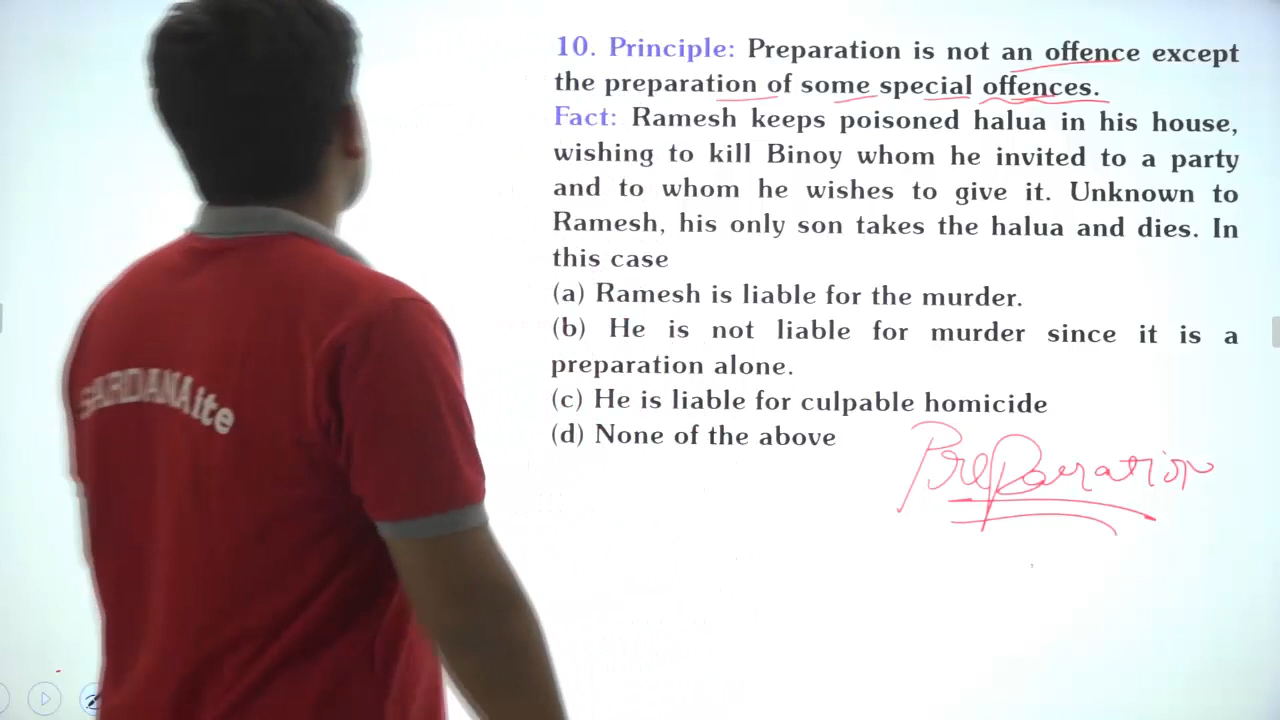 10. Principle: Preparation is not an offence except
the preparation of some special offences.
Fact: Ramesh keeps poisoned halua in his house,
wishing to kill Binoy whom he invited to a party
and to whom he wishes to give it. Unknown to
Ramesh, his only son takes the halua and dies. In
this case
(a) Ramesh is liable for the murder.
(b) He is not liable for murder since it is a
preparation alone.
(c) He is liable for culpable homicide
(d) None of the above
Preparation
SARDANAite